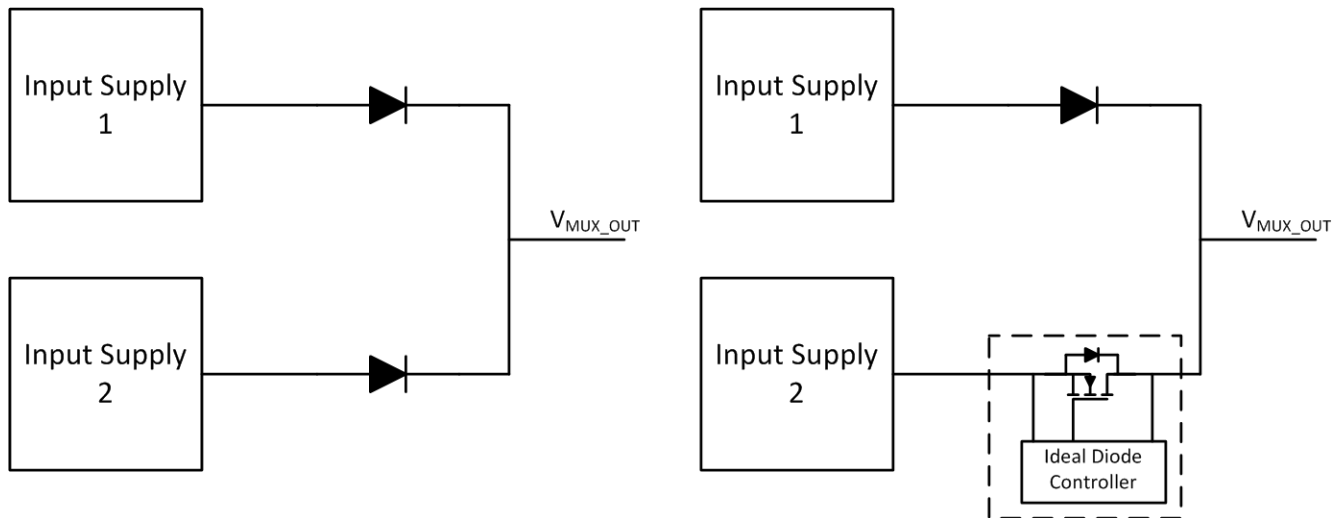 Input Supply
1
V_MUX_OUT
Input Supply
2
Input Supply
1
V_MUX_OUT
Input Supply
2
Ideal Diode
Controller